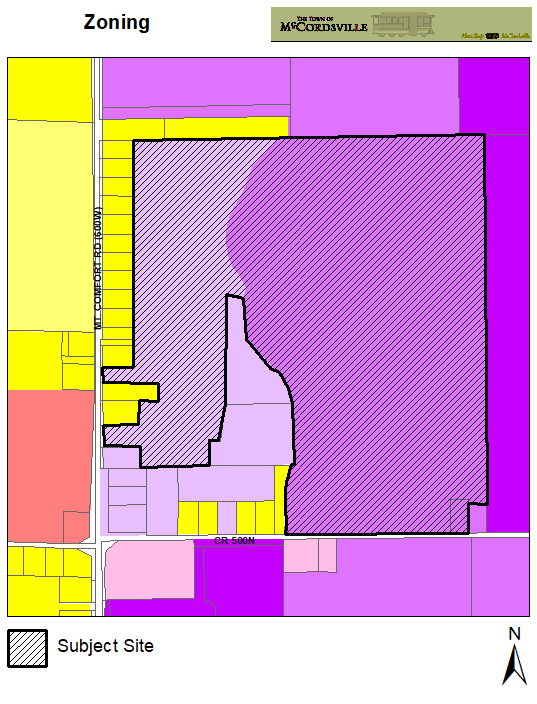 Zoning
THE TOWN OF
MCCORDSVILLE
MT. COMFORT RD (600W)
CR 500N
Subject Site
N